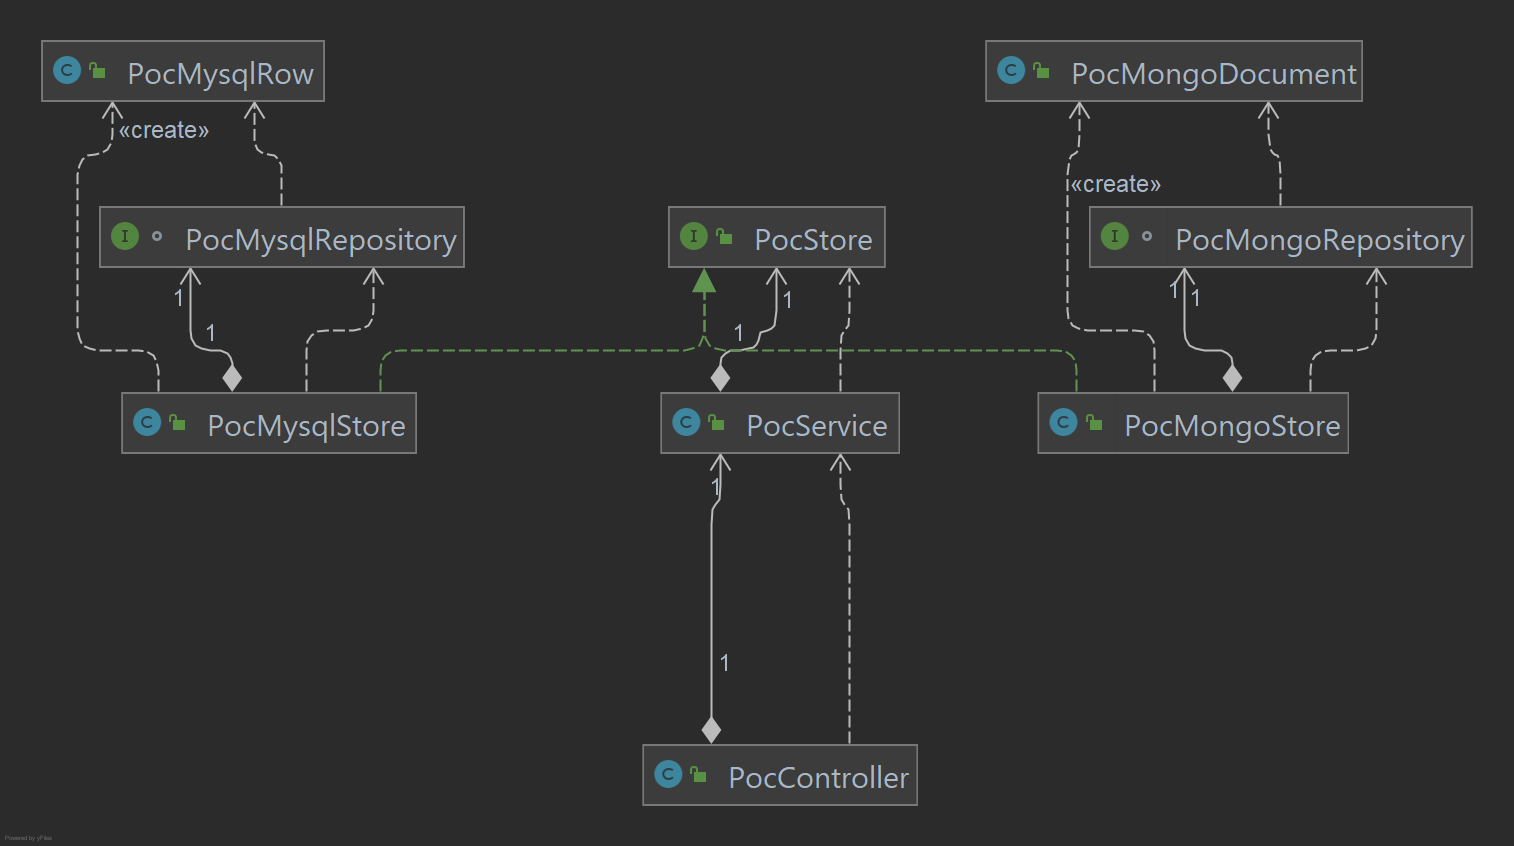 PocMysqlRow
PocMongoDocument
«create»
«create»
PocMysqlRepository
PocStore
PocMongoRepository
1
1
1
1
1
1
PocMysqlStore
PocService
PocMongoStore
1
1
PocController
Powered by yFiles